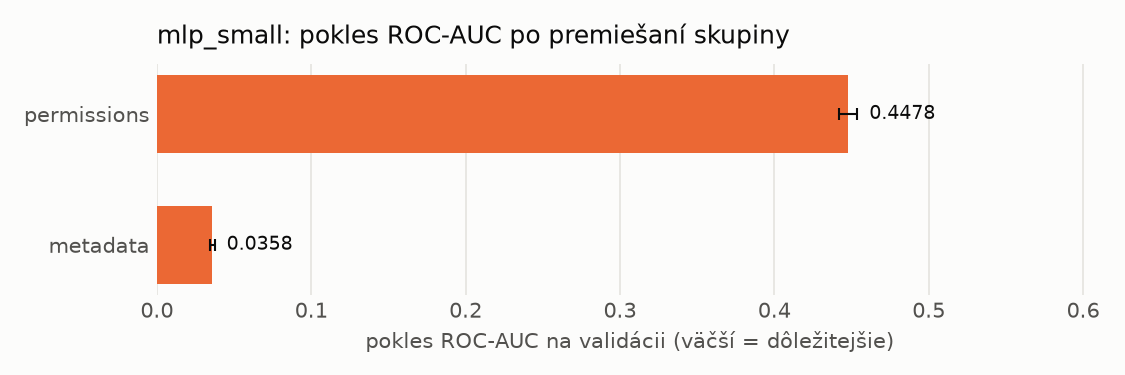 mlp_small: pokles ROC-AUC po premiešaní skupiny
permissions
0.4478
metadata
0.0358
0.0 0.1 0.2 0.3 0.4 0.5 0.6
pokles ROC-AUC na validácii (väčší = dôležitejšie)